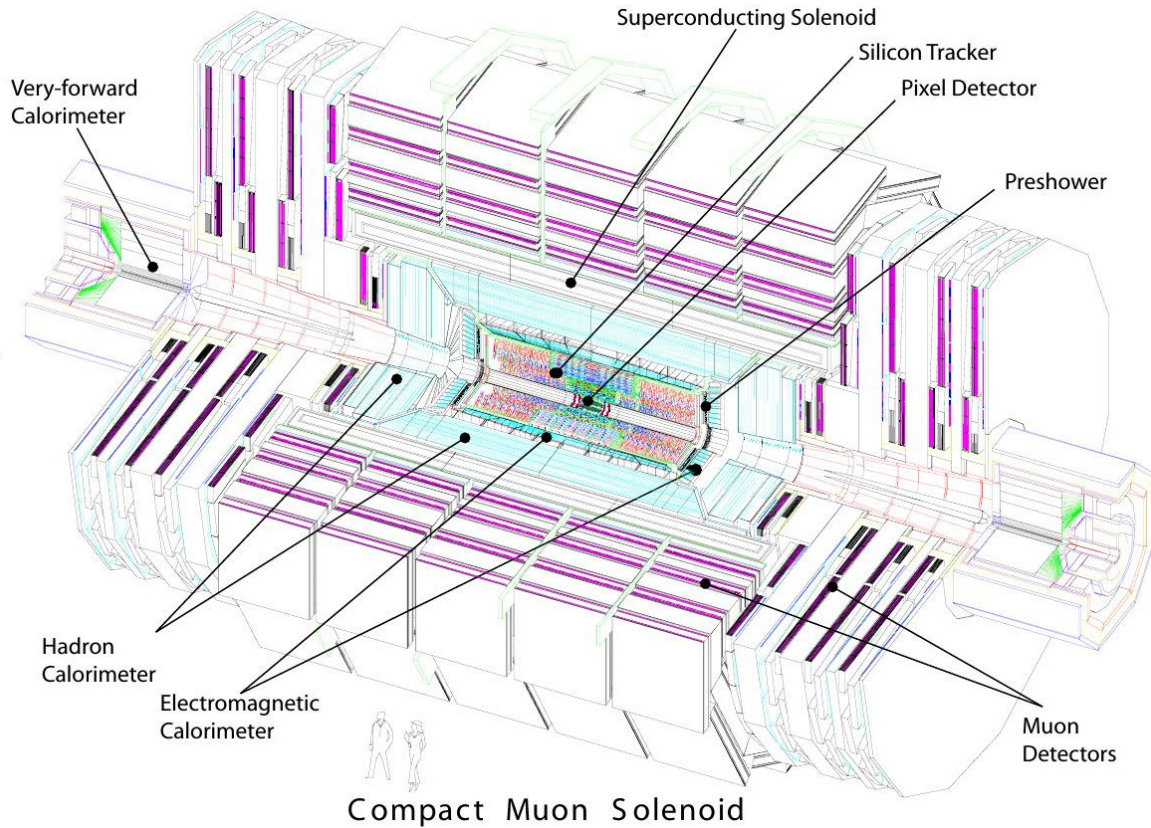 Superconducting Solenoid
Silicon Tracker
Pixel Detector
Very-forward
Calorimeter
Preshower
Hadron
Calorimeter
Electromagnetic
Calorimeter
Muon
Detectors
Compact Muon Solenoid